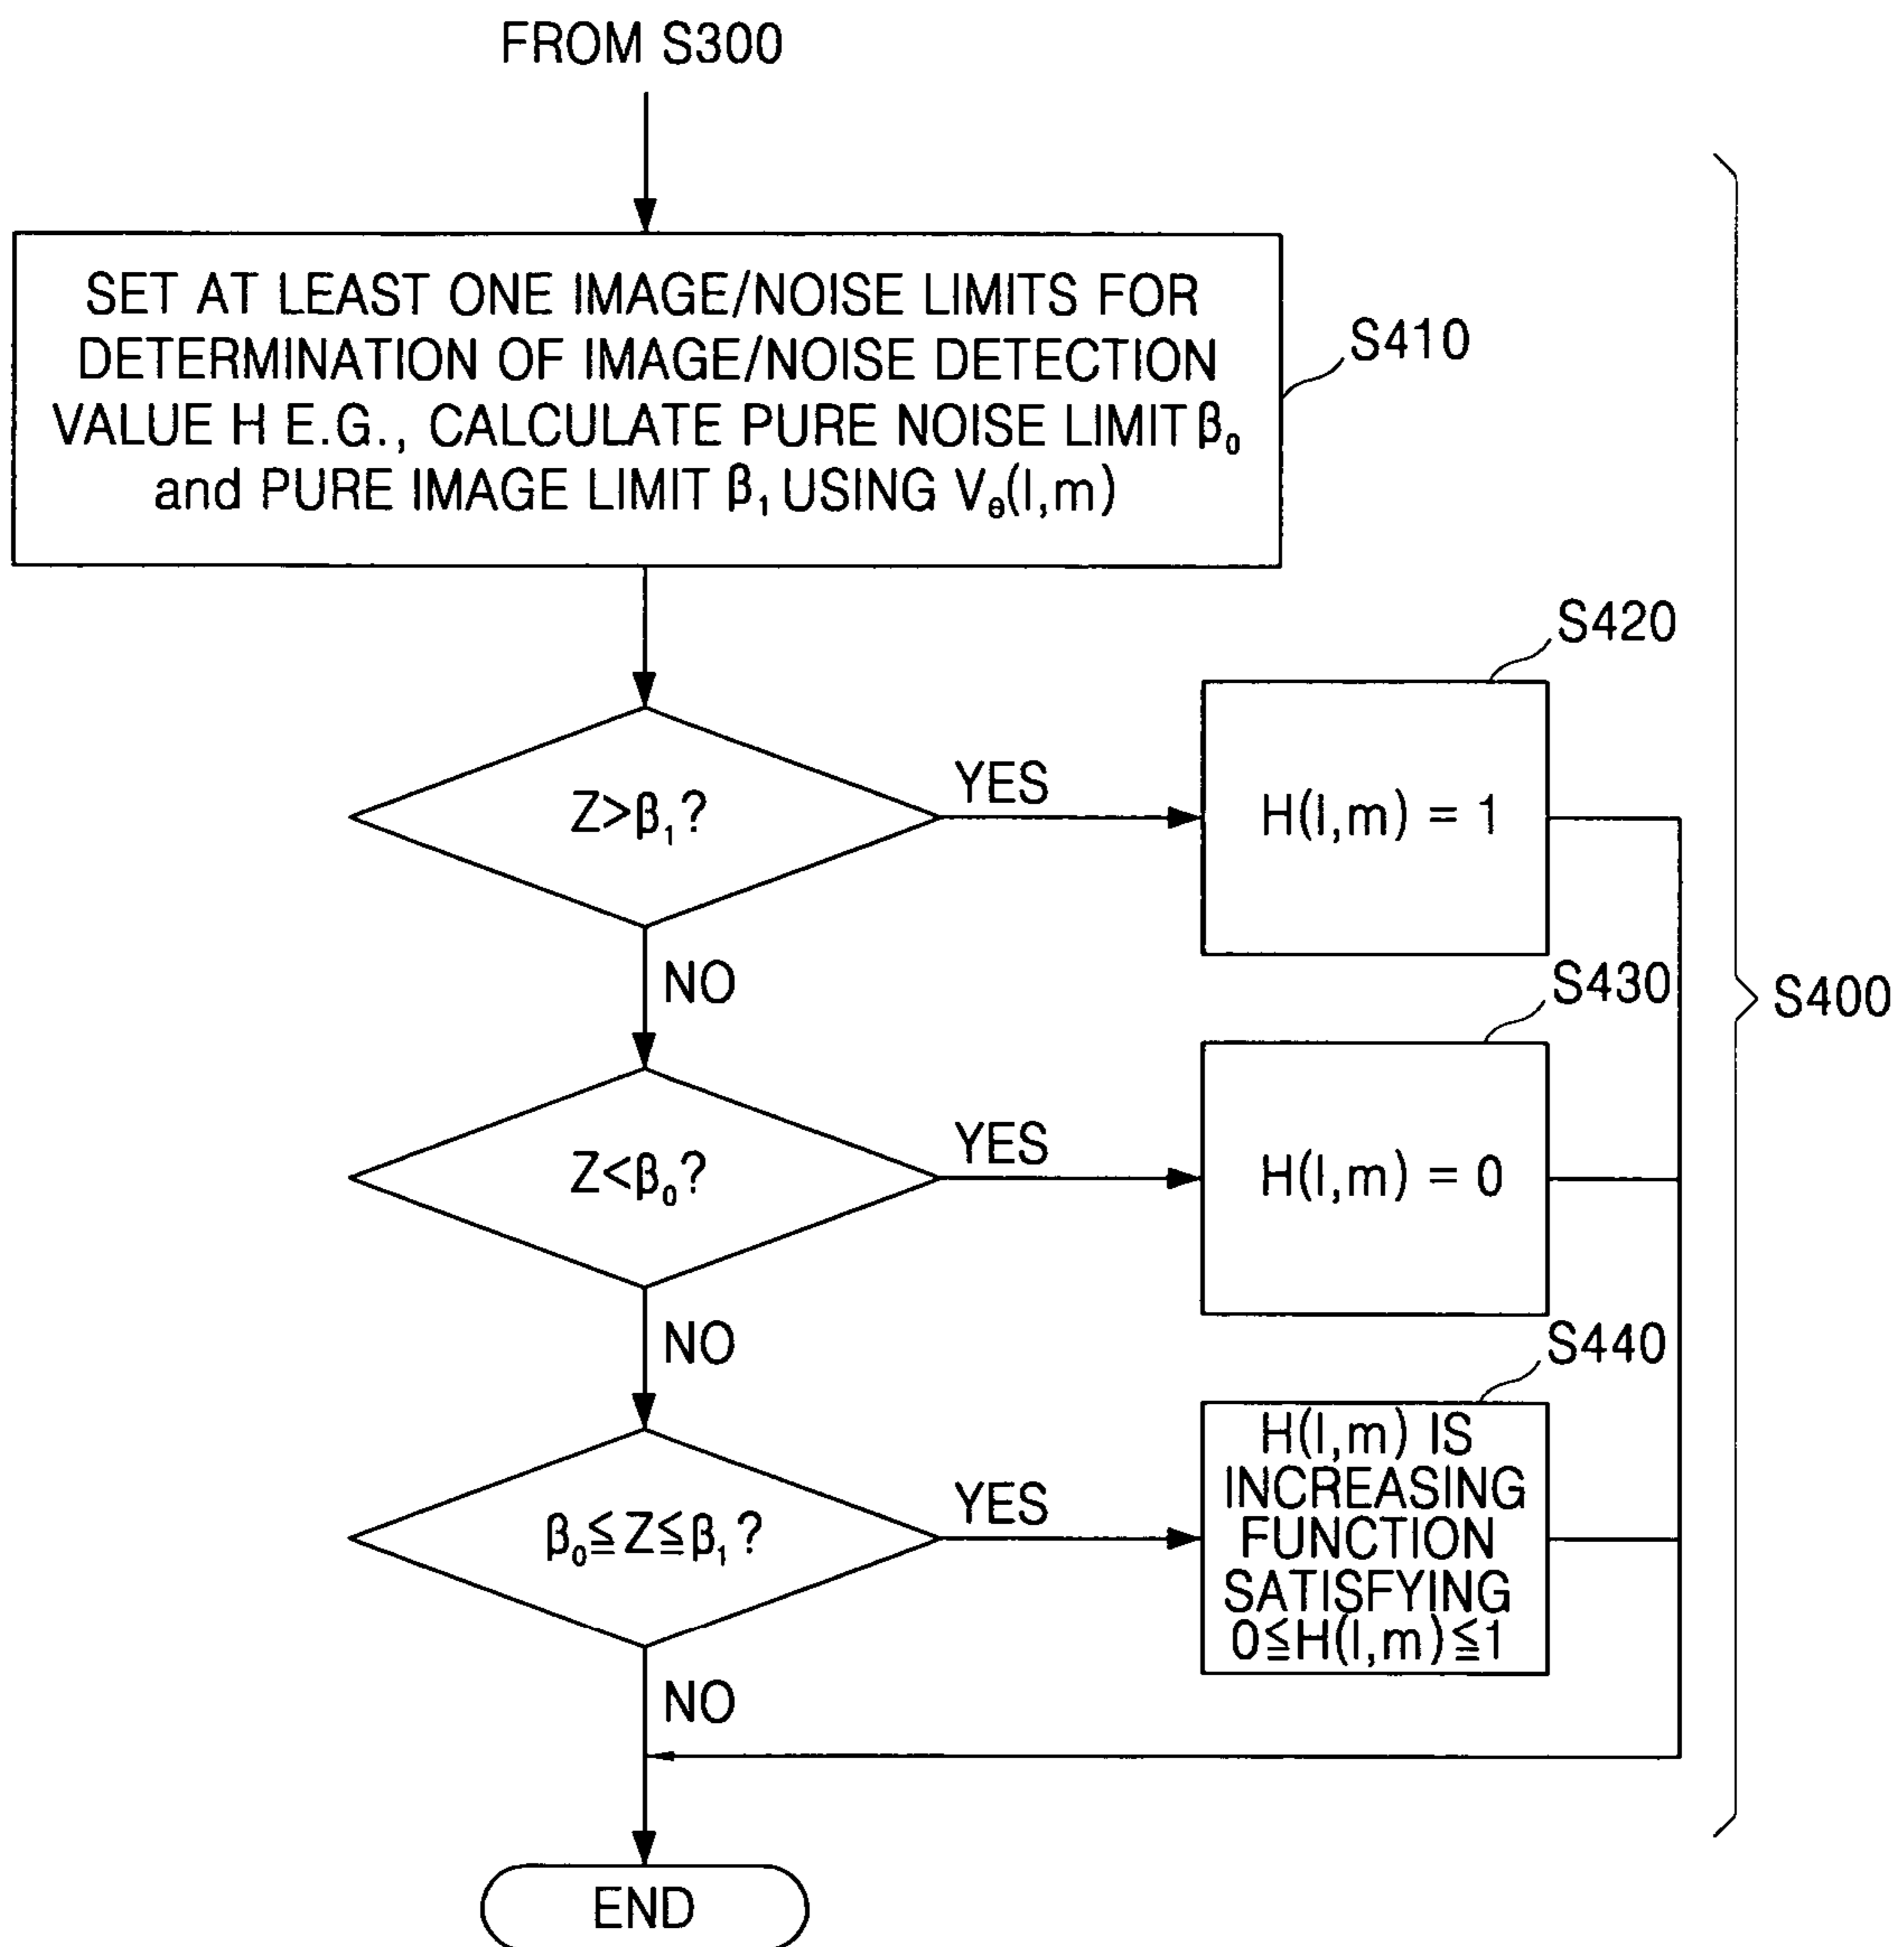 FROM S300
SET AT LEAST ONE IMAGE/NOISE LIMITS FOR
DETERMINATION OF IMAGE/NOISE DETECTION
VALUE H E.G., CALCULATE PURE NOISE LIMIT β₀
and PURE IMAGE LIMIT β₁ USING Vθ(l,m)
S410
S420
Z>β₁?
YES
H(l,m) = 1
NO
S430
S400
Z<β₀?
YES
H(l,m) = 0
NO
S440
β₀≦Z≦β₁?
YES
H(l,m) IS
INCREASING
FUNCTION
SATISFYING
0≦H(l,m)≦1
NO
END